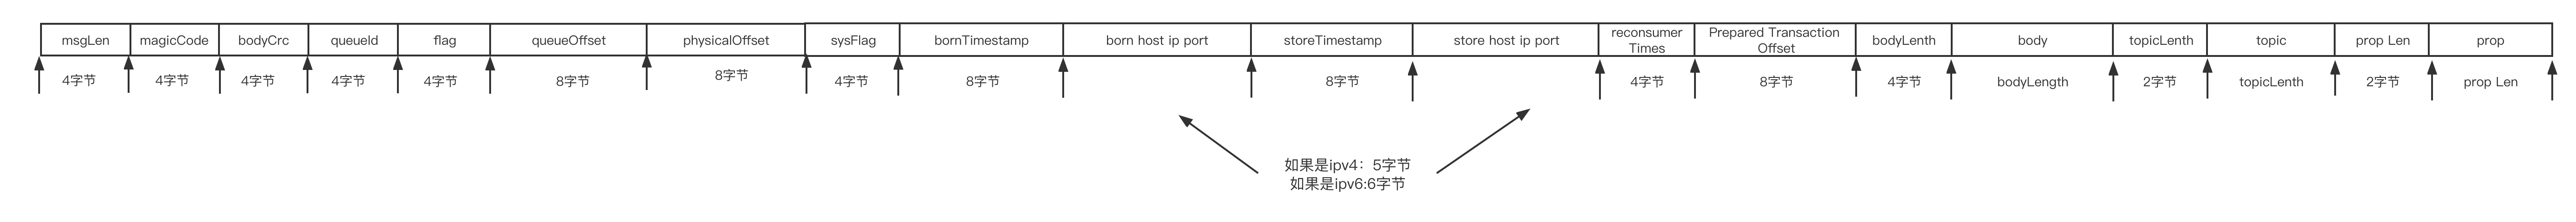 msgLen
magicCode
bodyCrc
queueId
flag
queueOffset
physicalOffset
sysFlag
bornTimestamp
born host ip port
storeTimestamp
store host ip port
reconsumer
Times
Prepared Transaction
Offset
bodyLenth
body
topicLenth
topic
prop Len
prop
4字节
4字节
4字节
4字节
4字节
8字节
8字节
4字节
8字节
8字节
4字节
8字节
4字节
bodyLength
2字节
topicLenth
2字节
prop Len
如果是ipv4：5字节
如果是ipv6:6字节